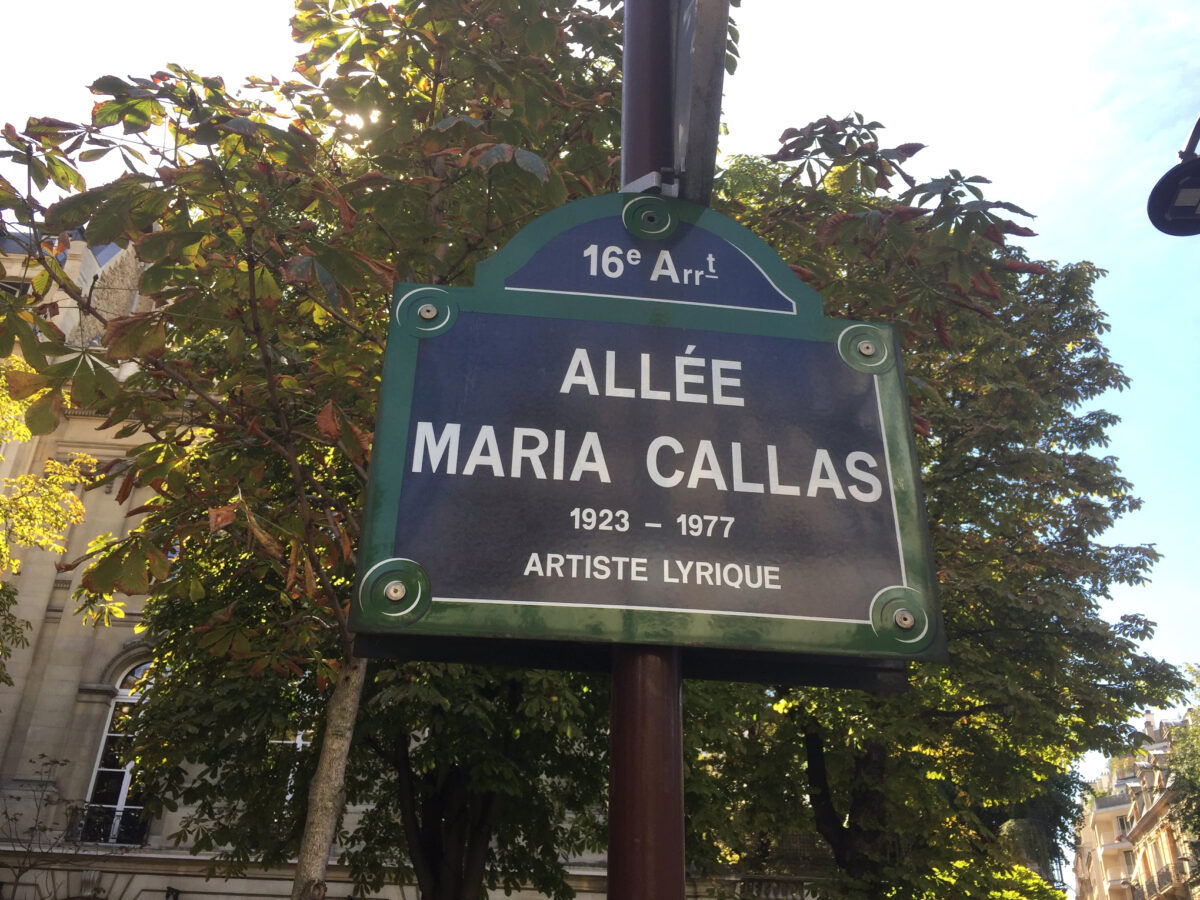 16e Arrt
ALLÉE
MARIA CALLAS
1923 – 1977
ARTISTE LYRIQUE